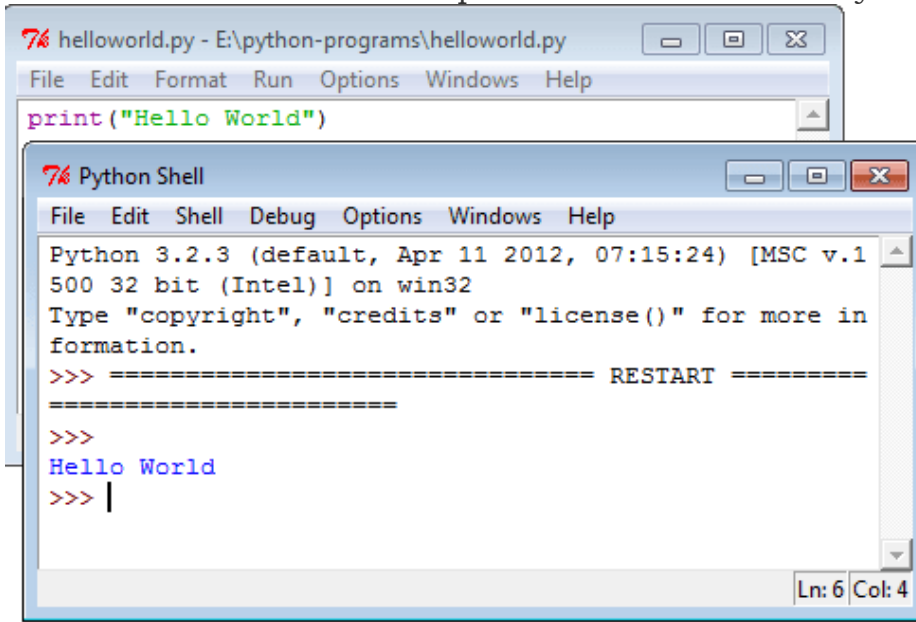 helloworld.py - E:\python-programs\helloworld.py
File Edit Format Run Options Windows Help
print("Hello World")
Python Shell
File Edit Shell Debug Options Windows Help
Python 3.2.3 (default, Apr 11 2012, 07:15:24) [MSC v.1
500 32 bit (Intel)] on win32
Type "copyright", "credits" or "license()" for more in
formation.
>>> ================================ RESTART =========
=======================
>>>
Hello World
>>>
Ln: 6 Col: 4